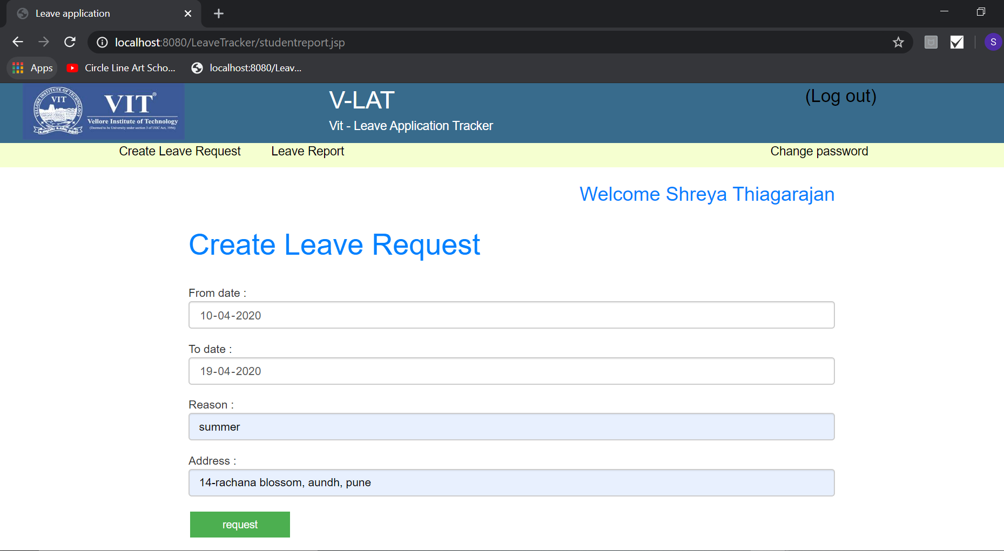 Leave application
localhost:8080/LeaveTracker/studentreport.jsp
S
Apps
Circle Line Art Scho...
localhost:8080/Leav...
VIT
VIT®
Vellore Institute of Technology
V-LAT
(Log out)
Vit - Leave Application Tracker
Create Leave Request
Leave Report
Change password
Welcome Shreya Thiagarajan
Create Leave Request
From date :
10-04-2020
To date :
19-04-2020
Reason :
summer
Address :
14-rachana blossom, aundh, pune
request